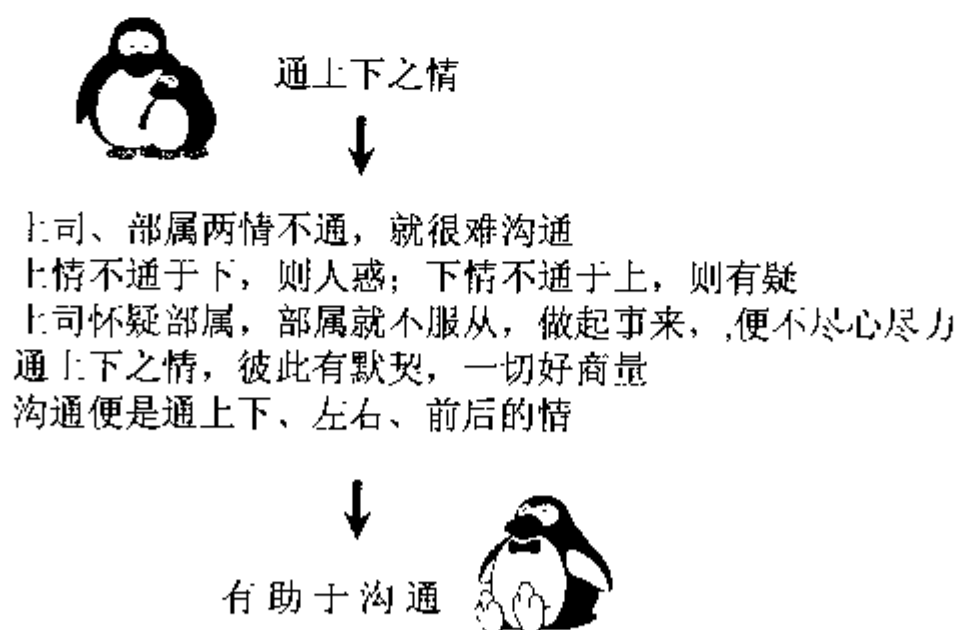 通上下之情
上司、部属两情不通，就很难沟通
上情不通于下，则人惑；下情不通于上，则有疑
上司怀疑部属，部属就不服从，做起事来，,便不尽心尽力
通上下之情，彼此有默契，一切好商量
沟通便是通上下、左右、前后的情
有助于沟通